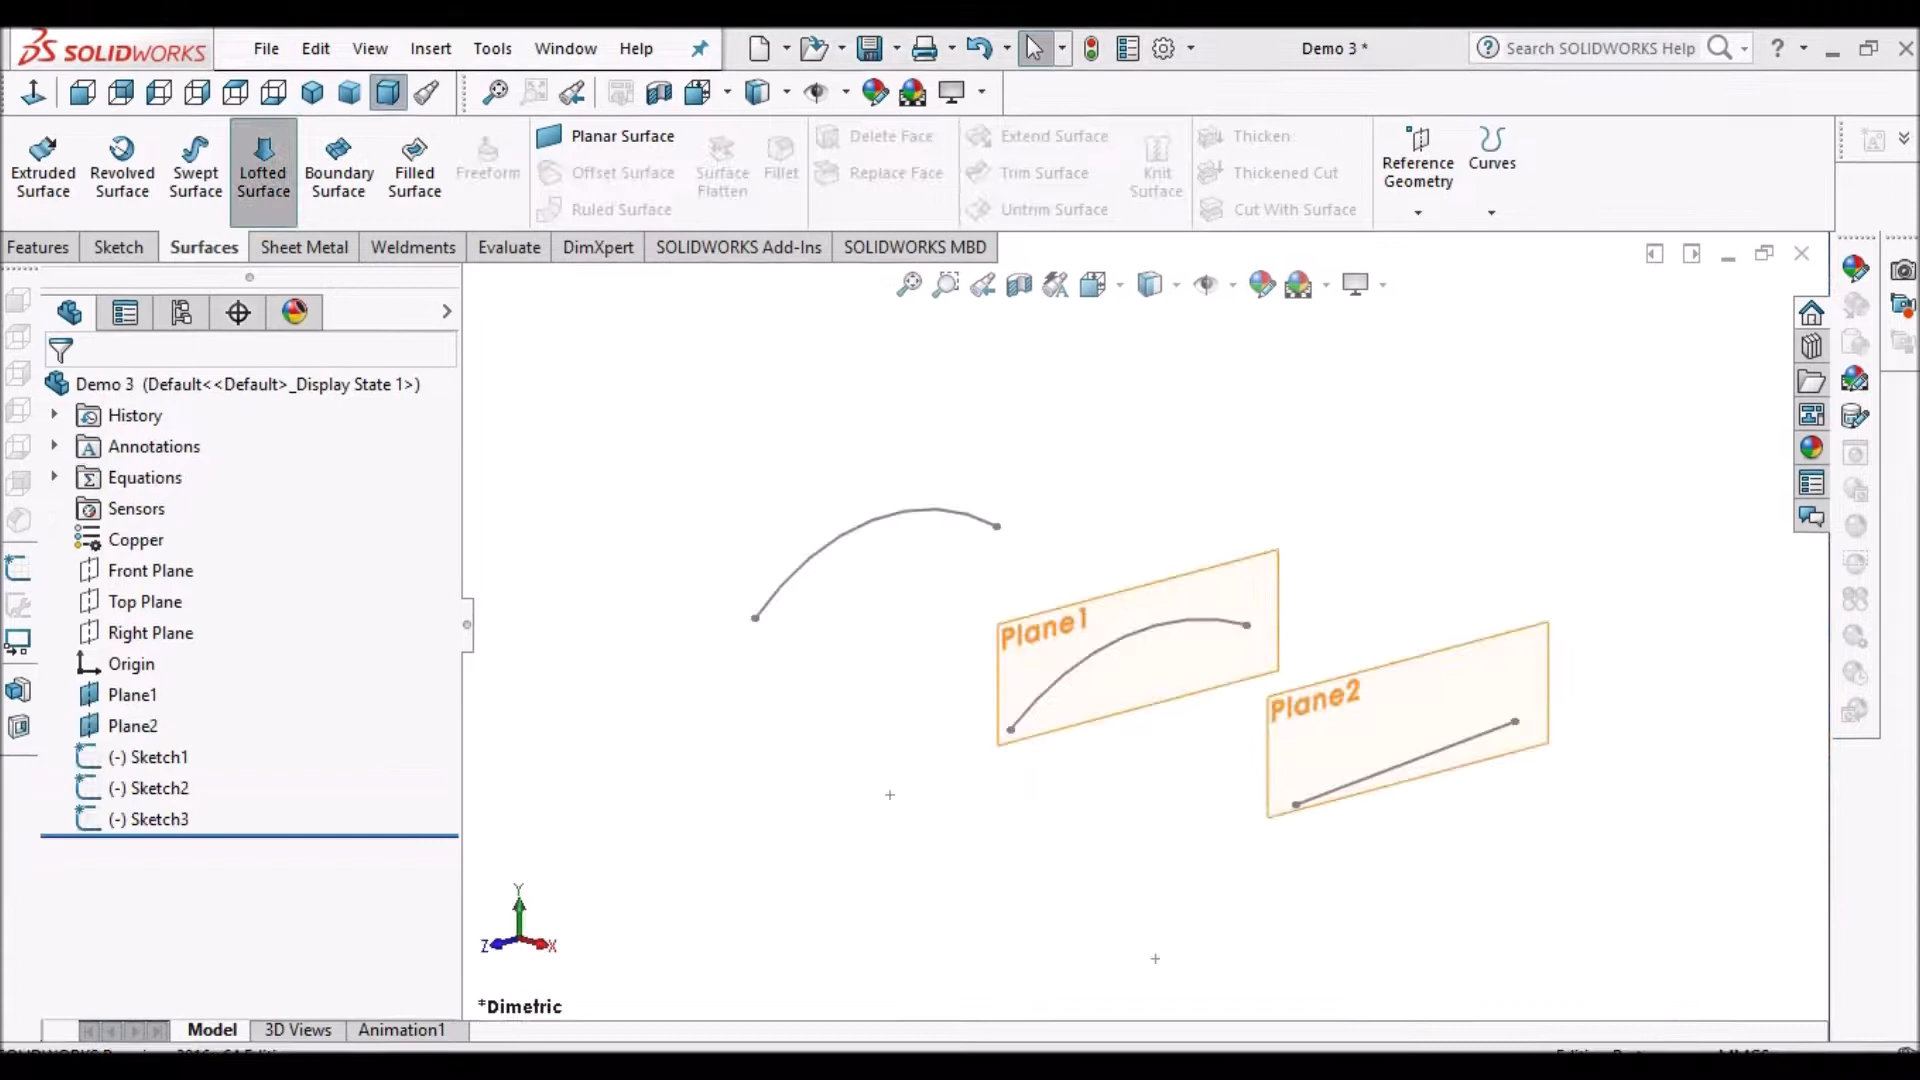 SOLIDWORKS File Edit View Insert Tools Window Help Demo 3 * Search SOLIDWORKS Help ?
Extruded Surface
Revolved Surface
Swept Surface
Lofted Surface
Boundary Surface
Filled Surface
Freeform
Planar Surface
Offset Surface
Ruled Surface
Surface Flatten
Fillet
Delete Face
Replace Face
Extend Surface
Trim Surface
Untrim Surface
Knit Surface
Thicken
Thickened Cut
Cut With Surface
Reference Geometry
Curves
Features Sketch Surfaces Sheet Metal Weldments Evaluate DimXpert SOLIDWORKS Add-Ins SOLIDWORKS MBD
Demo 3 (Default<<Default>_Display State 1>)
History
Annotations
Equations
Sensors
Copper
Front Plane
Top Plane
Right Plane
Origin
Plane1
Plane2
(-) Sketch1
(-) Sketch2
(-) Sketch3
Plane1
Plane2
Y
Z X
*Dimetric
Model 3D Views Animation1